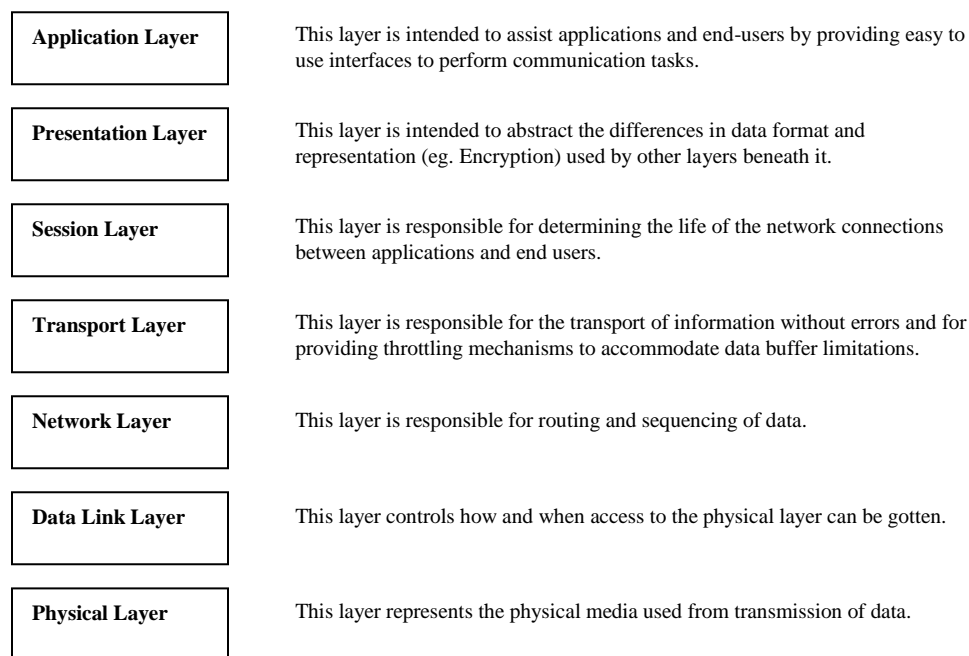 Application Layer
This layer is intended to assist applications and end-users by providing easy to
use interfaces to perform communication tasks.
Presentation Layer
This layer is intended to abstract the differences in data format and
representation (eg. Encryption) used by other layers beneath it.
Session Layer
This layer is responsible for determining the life of the network connections
between applications and end users.
Transport Layer
This layer is responsible for the transport of information without errors and for
providing throttling mechanisms to accommodate data buffer limitations.
Network Layer
This layer is responsible for routing and sequencing of data.
Data Link Layer
This layer controls how and when access to the physical layer can be gotten.
Physical Layer
This layer represents the physical media used from transmission of data.